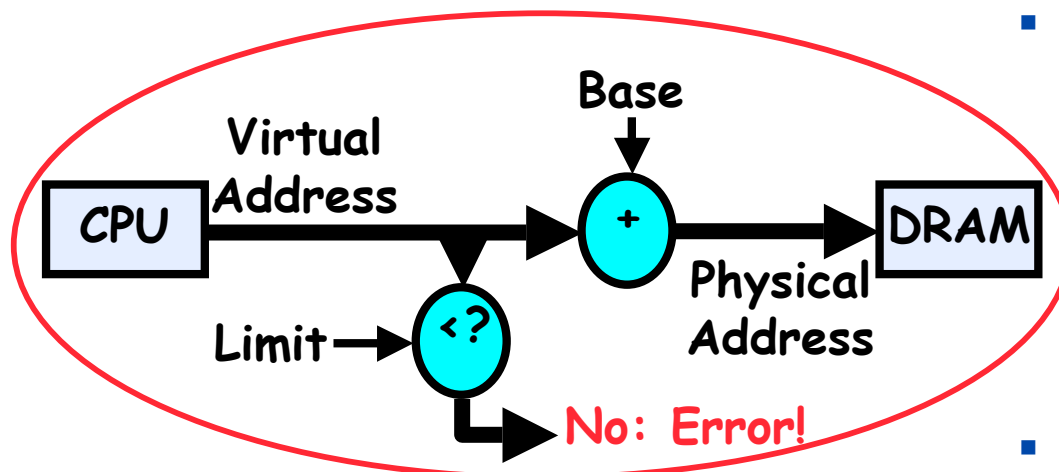 Base
Virtual
Address
CPU
+
DRAM
Physical
Address
Limit
<?
No: Error!